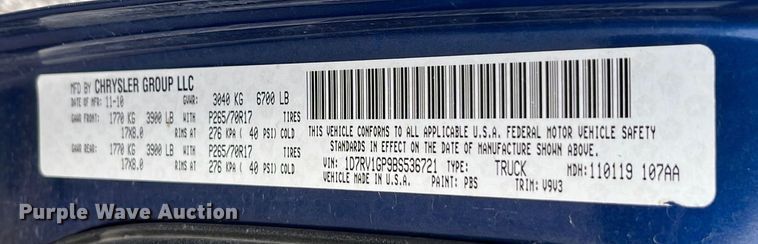 MFD BY CHRYSLER GROUP LLC
DATE OF MFR: 11-10 GVWR: 3040 KG 6700 LB
GAWR FRONT: 1770 KG 3900 LB WITH P265/70R17
17X8.0 RIMS AT 276 KPA ( 40 PSI) COLD
GAWR REAR: 1770 KG 3900 LB WITH P265/70R17
17X8.0 RIMS AT 276 KPA ( 40 PSI) COLD
THIS VEHICLE CONFORMS TO ALL APPLICABLE U.S.A. FEDERAL MOTOR VEHICLE SAFETY
STANDARDS IN EFFECT ON THE DATE OF MANUFACTURE SHOWN ABOVE.
VIN: 1D7RV1GP9BS536721 TYPE: TRUCK MDH: 110119 107AA
VEHICLE MADE IN U.S.A. PAINT: PBS TRIM: V9V3
Purple Wave Auction